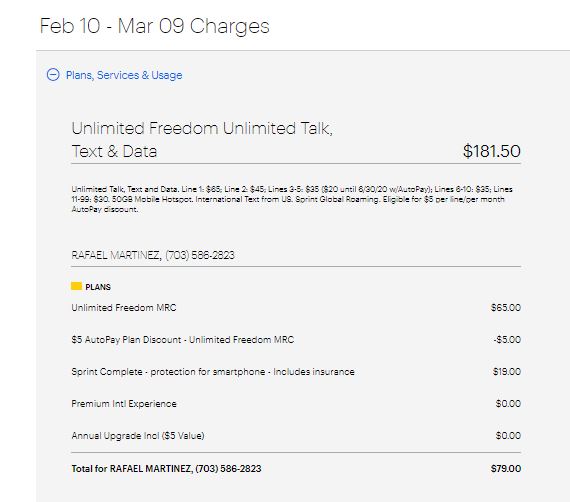 Feb 10 - Mar 09 Charges
Plans, Services & Usage
Unlimited Freedom Unlimited Talk,
Text & Data $181.50
Unlimited Talk, Text and Data. Line 1: $65; Line 2: $45; Lines 3-5: $35 ($20 until 6/30/20 w/AutoPay); Lines 6-10: $35; Lines
11-99: $30. 50GB Mobile Hotspot. International Text from US. Sprint Global Roaming. Eligible for $5 per line/per month
AutoPay discount.
RAFAEL MARTINEZ, (703) 586-2823
PLANS
Unlimited Freedom MRC $65.00
$5 AutoPay Plan Discount - Unlimited Freedom MRC -$5.00
Sprint Complete - protection for smartphone - Includes insurance $19.00
Premium Intl Experience $0.00
Annual Upgrade Incl ($5 Value) $0.00
Total for RAFAEL MARTINEZ, (703) 586-2823 $79.00